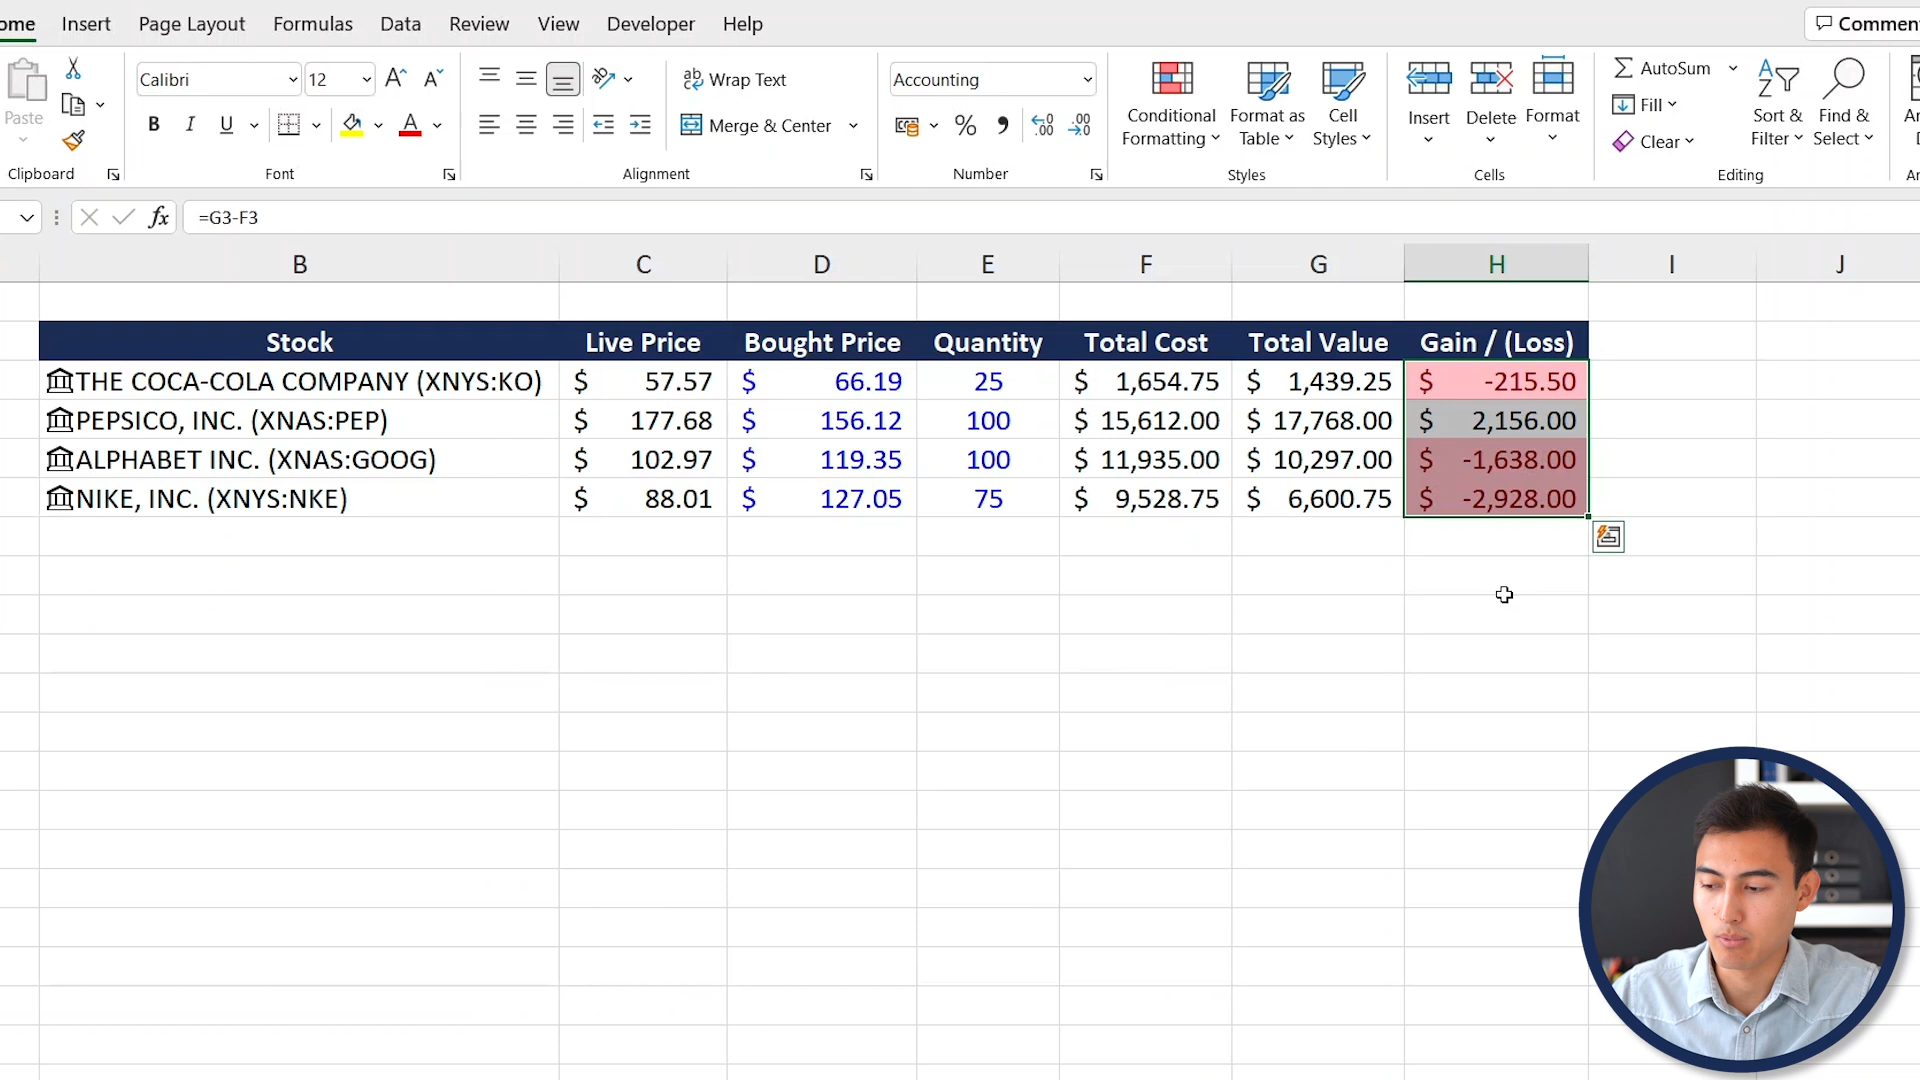 ome Insert Page Layout Formulas Data Review View Developer Help Commen
Paste
Clipboard
Calibri 12 A A
B I U A
Font
ab Wrap Text
Merge & Center
Alignment
Accounting
% , .00 .00
Number
Conditional Formatting
Format as Table
Cell Styles
Styles
Insert Delete Format
Cells
AutoSum
Fill
Clear
Sort & Filter
Find & Select
Editing
An
fx =G3-F3
B C D E F G H I J
Stock Live Price Bought Price Quantity Total Cost Total Value Gain / (Loss)
THE COCA-COLA COMPANY (XNYS:KO) $ 57.57 $ 66.19 25 $ 1,654.75 $ 1,439.25 $ -215.50
PEPSICO, INC. (XNAS:PEP) $ 177.68 $ 156.12 100 $ 15,612.00 $ 17,768.00 $ 2,156.00
ALPHABET INC. (XNAS:GOOG) $ 102.97 $ 119.35 100 $ 11,935.00 $ 10,297.00 $ -1,638.00
NIKE, INC. (XNYS:NKE) $ 88.01 $ 127.05 75 $ 9,528.75 $ 6,600.75 $ -2,928.00